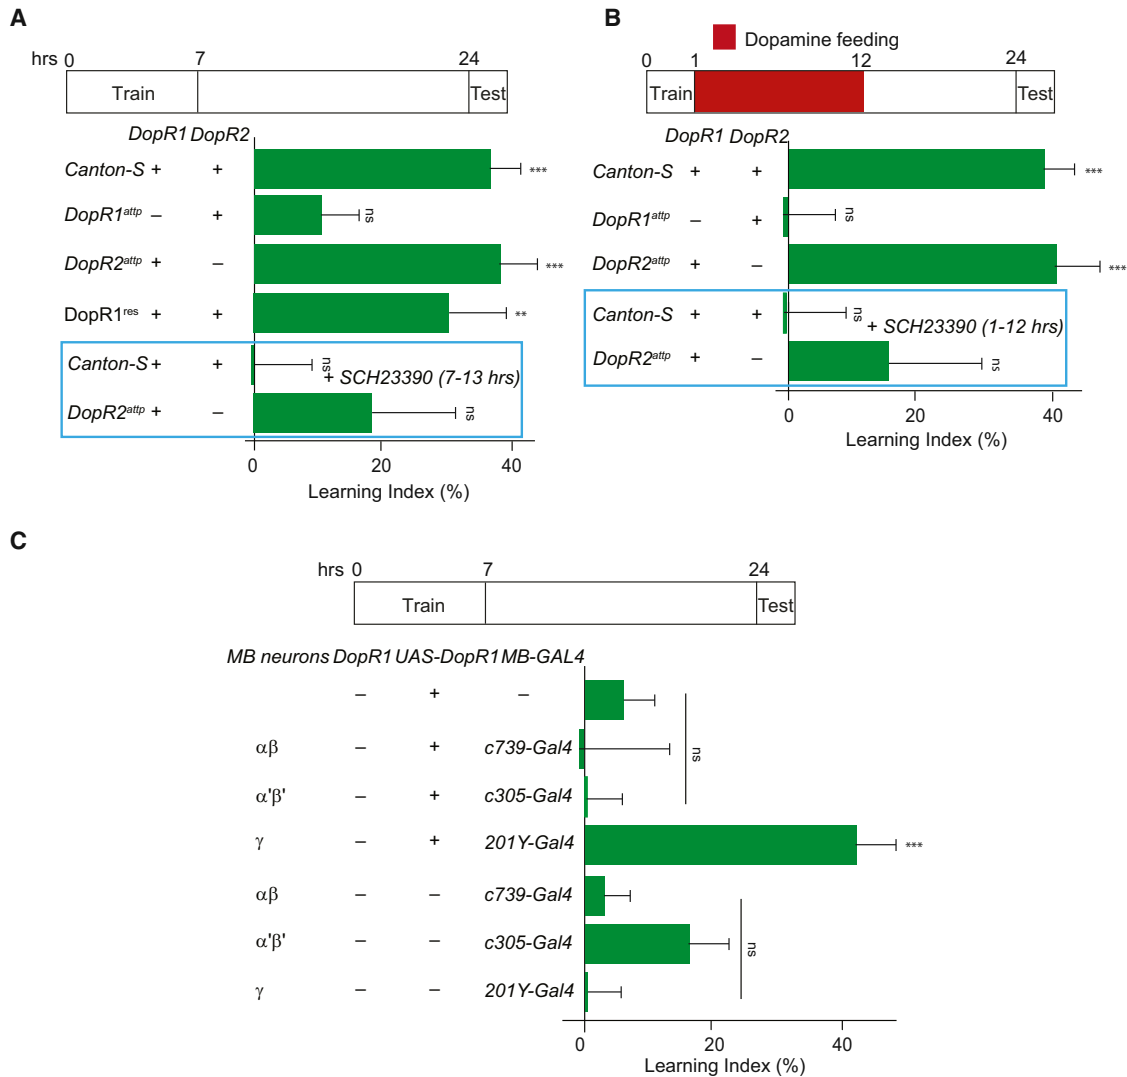 A
hrs 0 7 24
Train Test
DopR1 DopR2
Canton-S + + ***
DopR1attp – + ns
DopR2attp + – ***
DopR1res + + **
Canton-S + + ns
+ SCH23390 (7-13 hrs)
DopR2attp + – ns
0 20 40
Learning Index (%)
B
Dopamine feeding
0 1 12 24
Train Test
DopR1 DopR2
Canton-S + + ***
DopR1attp – + ns
DopR2attp + – ***
Canton-S + + ns
+ SCH23390 (1-12 hrs)
DopR2attp + – ns
0 20 40
Learning Index (%)
C
hrs 0 7 24
Train Test
MB neurons DopR1 UAS-DopR1 MB-GAL4
– + –
αβ – + c739-Gal4 ns
α'β' – + c305-Gal4
γ – + 201Y-Gal4 ***
αβ – – c739-Gal4
α'β' – – c305-Gal4 ns
γ – – 201Y-Gal4
0 20 40
Learning Index (%)